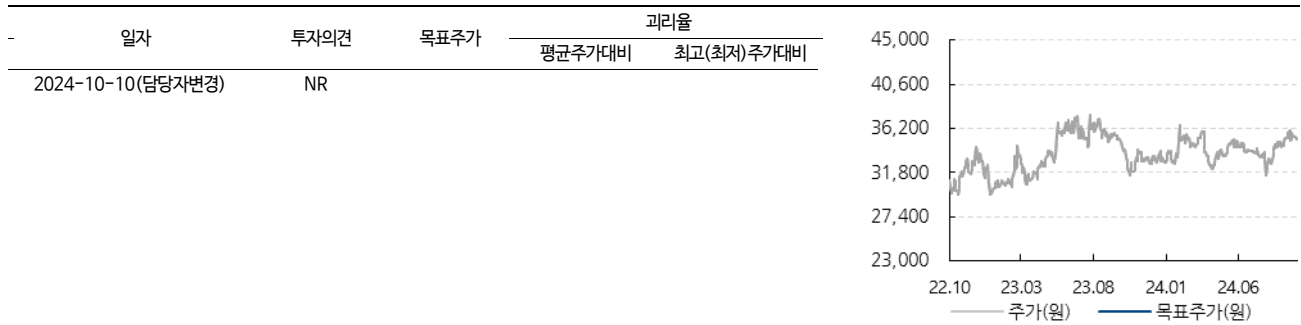 일자 투자의견 목표주가 괴리율
평균주가대비 최고(최저)주가대비
2024-10-10(담당자변경) NR
45,000
40,600
36,200
31,800
27,400
23,000
22.10 23.03 23.08 24.01 24.06
주가(원) 목표주가(원)